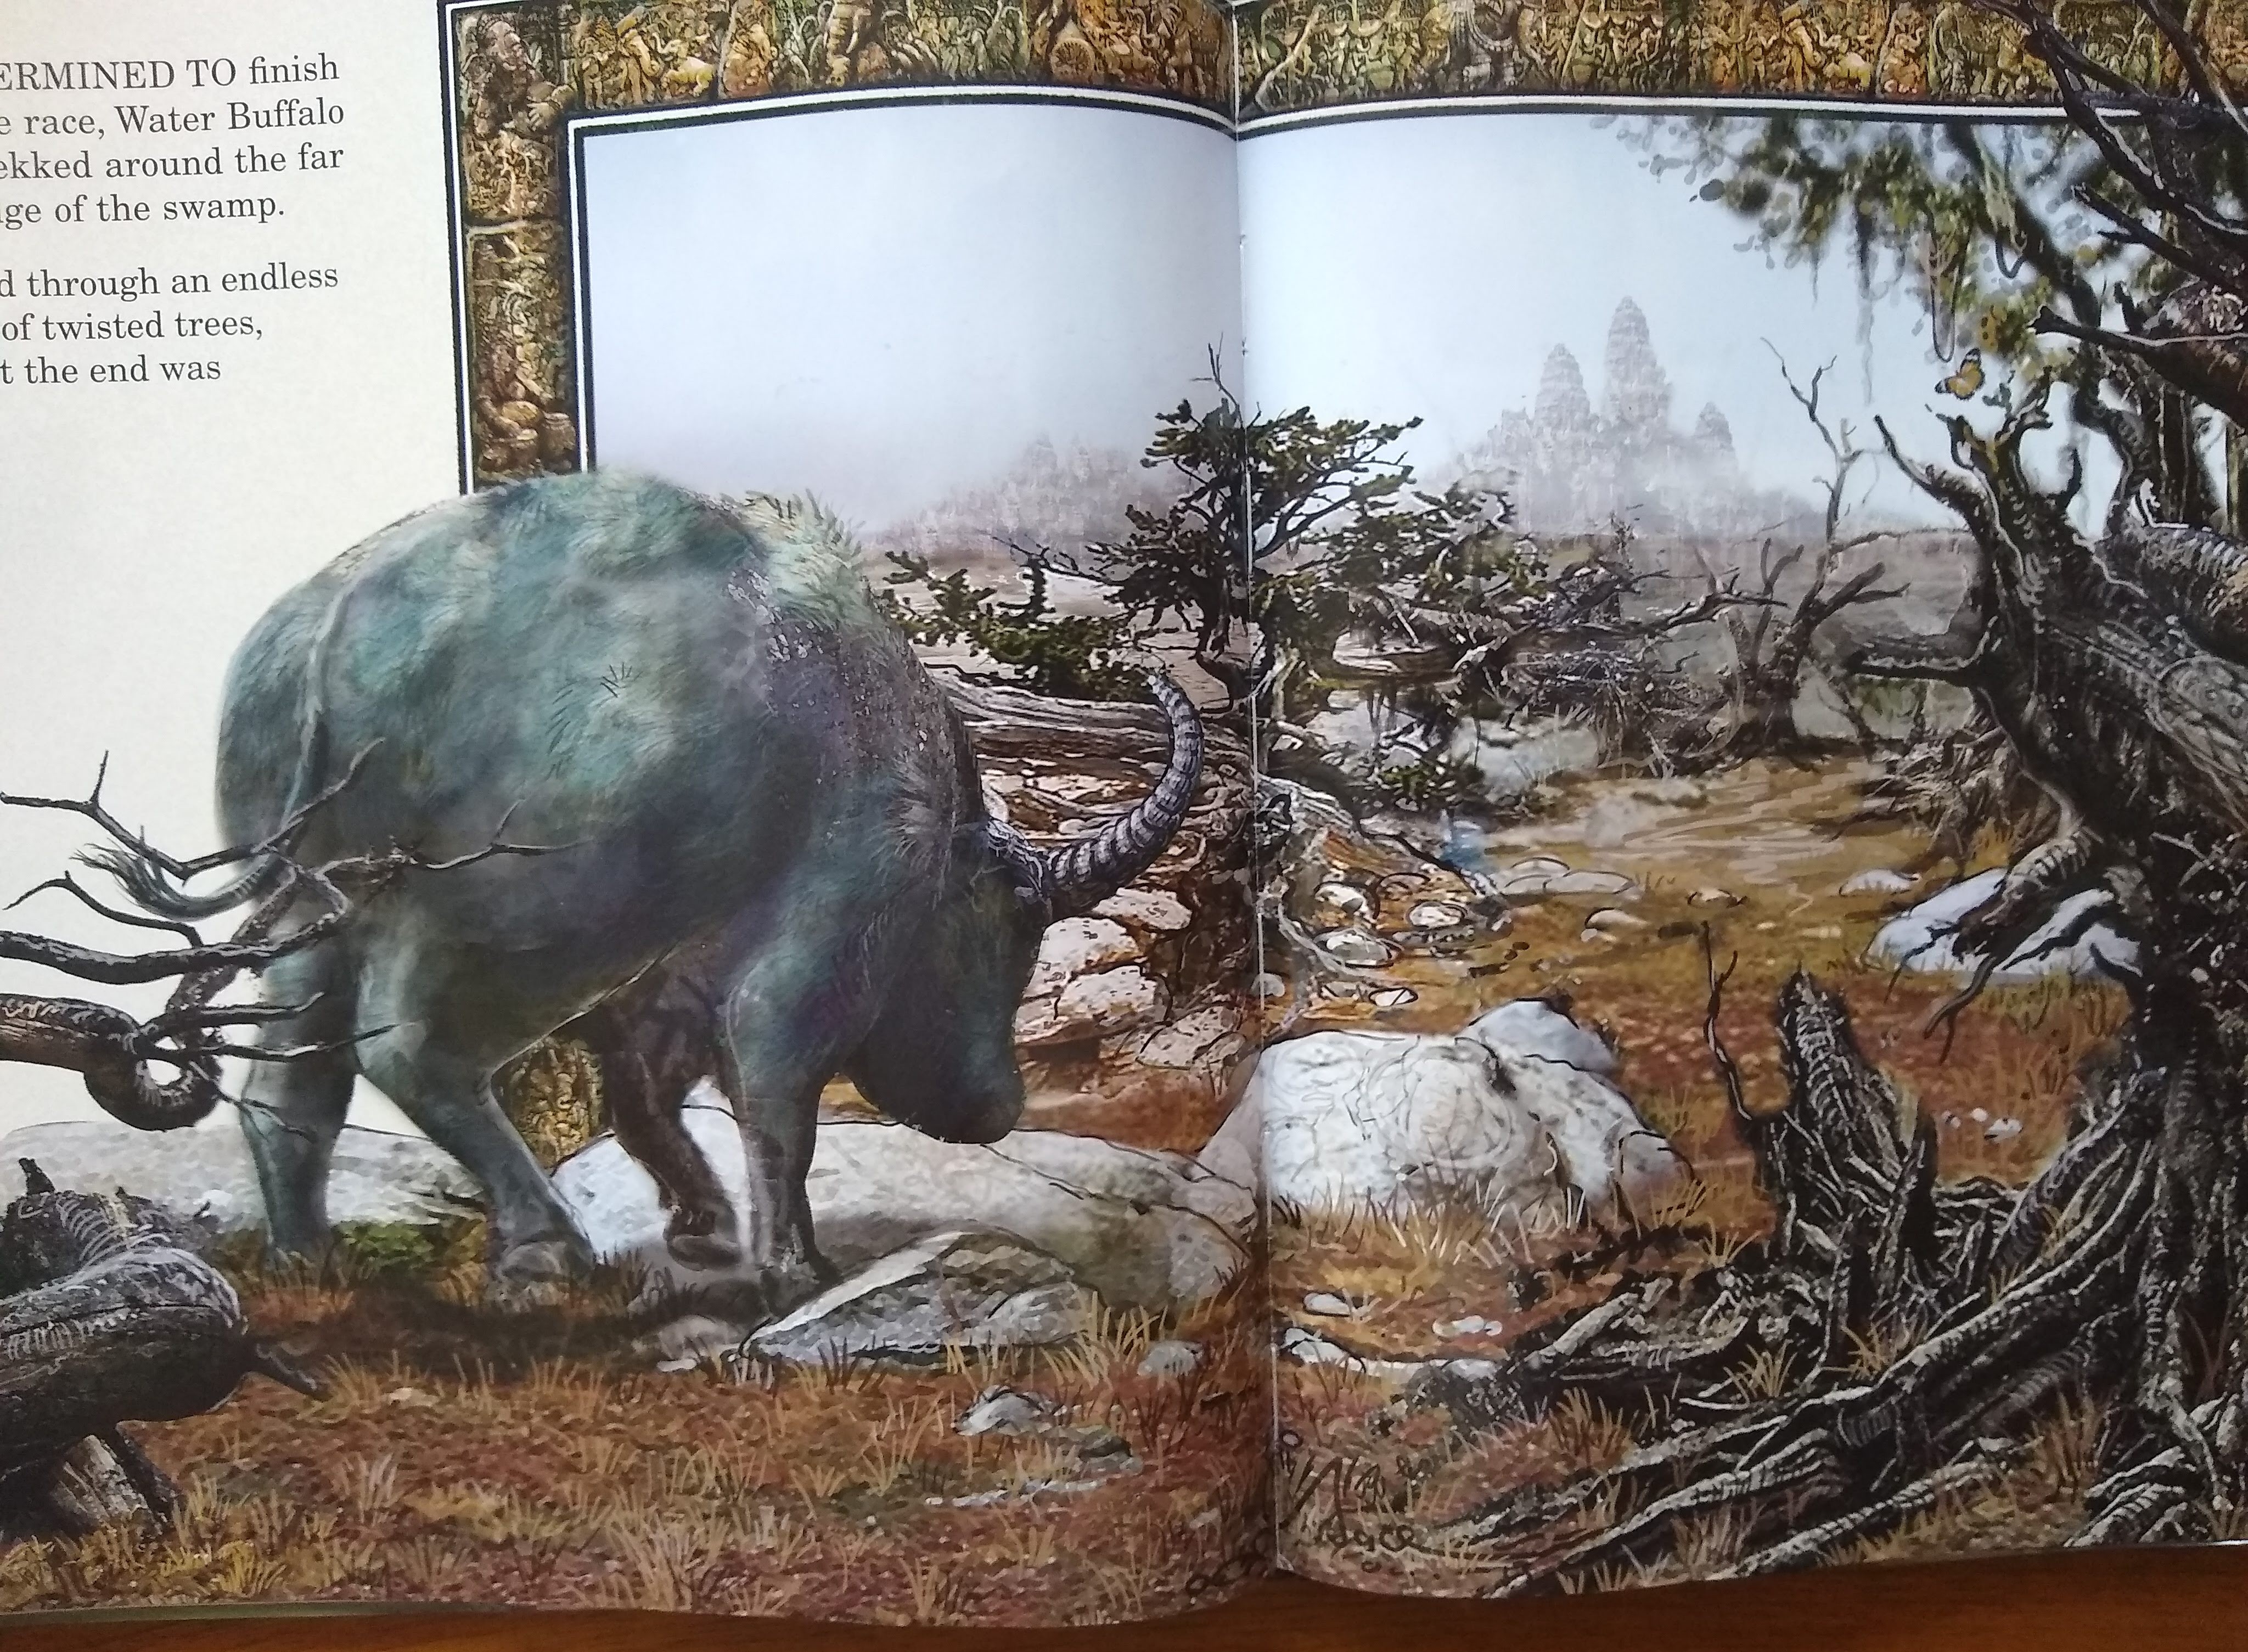 ERMINED TO finish
e race, Water Buffalo
ekked around the far
ge of the swamp.
d through an endless
of twisted trees,
t the end was